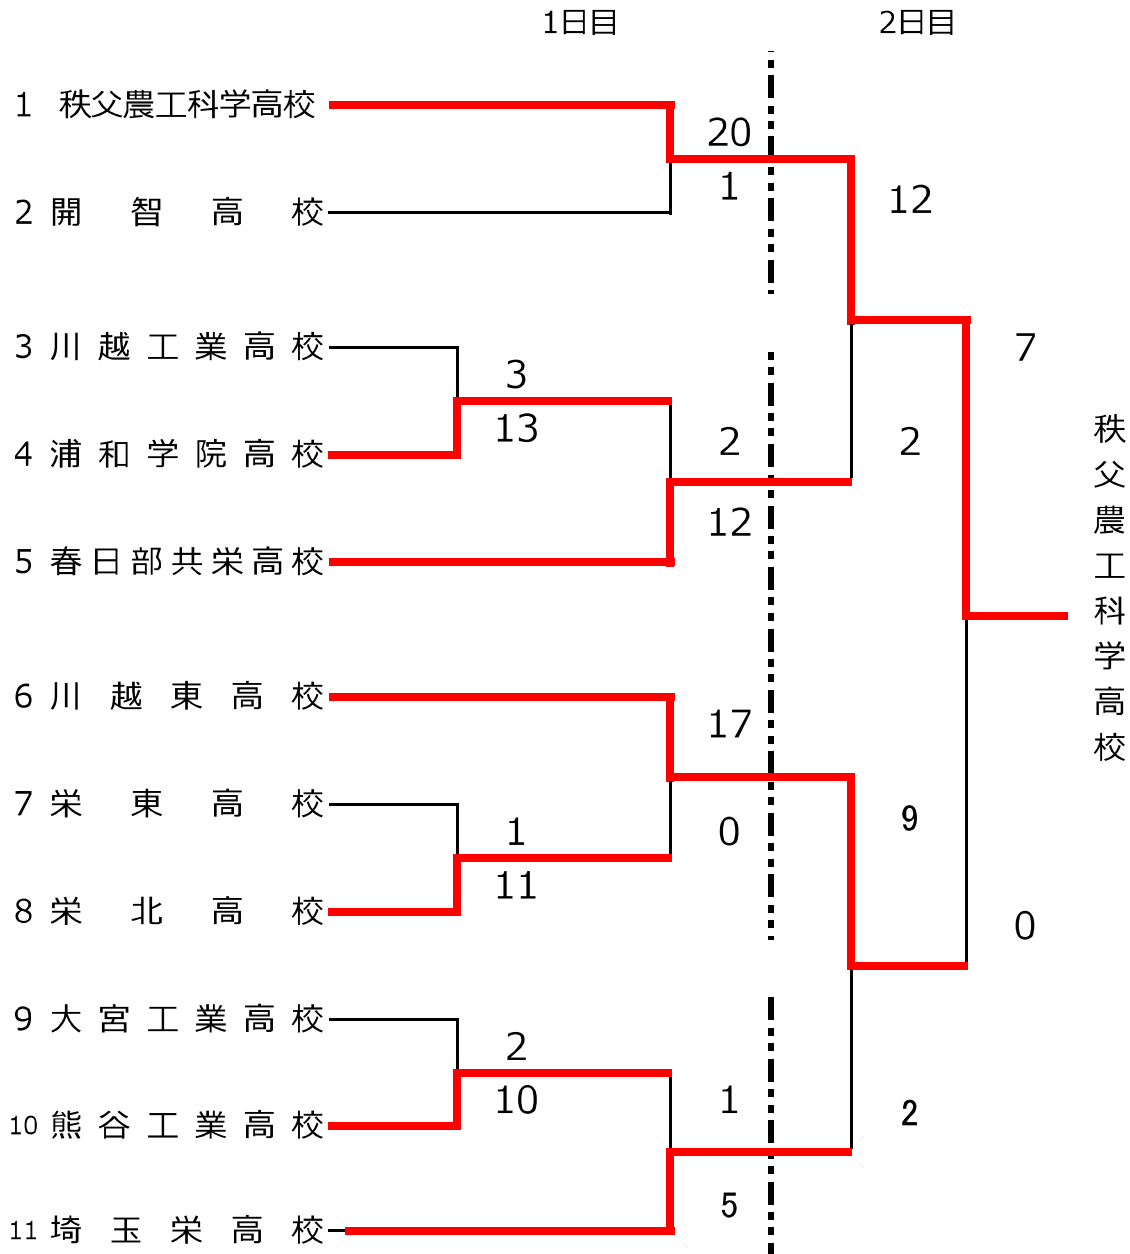 1日目
2日目
1 秩父農工科学高校
20
1
2 開智高校
12
3 川越工業高校
3
13
4 浦和学院高校
2
12
2
5 春日部共栄高校
7
秩父農工科学高校
6 川越東高校
17
0
7 栄東高校
1
11
8 栄北高校
9
0
9 大宮工業高校
2
10
10 熊谷工業高校
1
5
2
11 埼玉栄高校